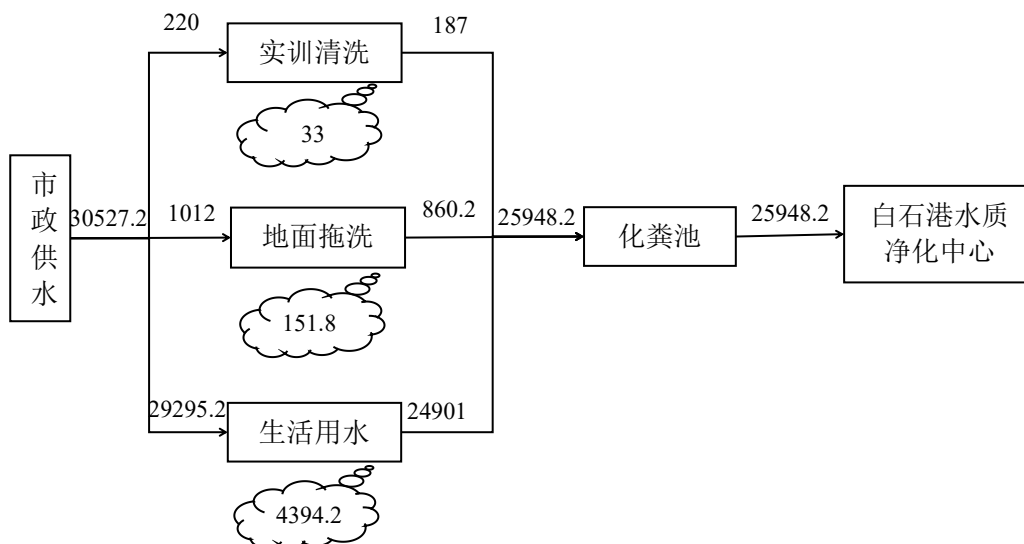 220
187
实训清洗
33
市政供水
30527.2
1012
860.2
25948.2
25948.2
地面拖洗
化粪池
白石港水质
净化中心
151.8
29295.2
24901
生活用水
4394.2